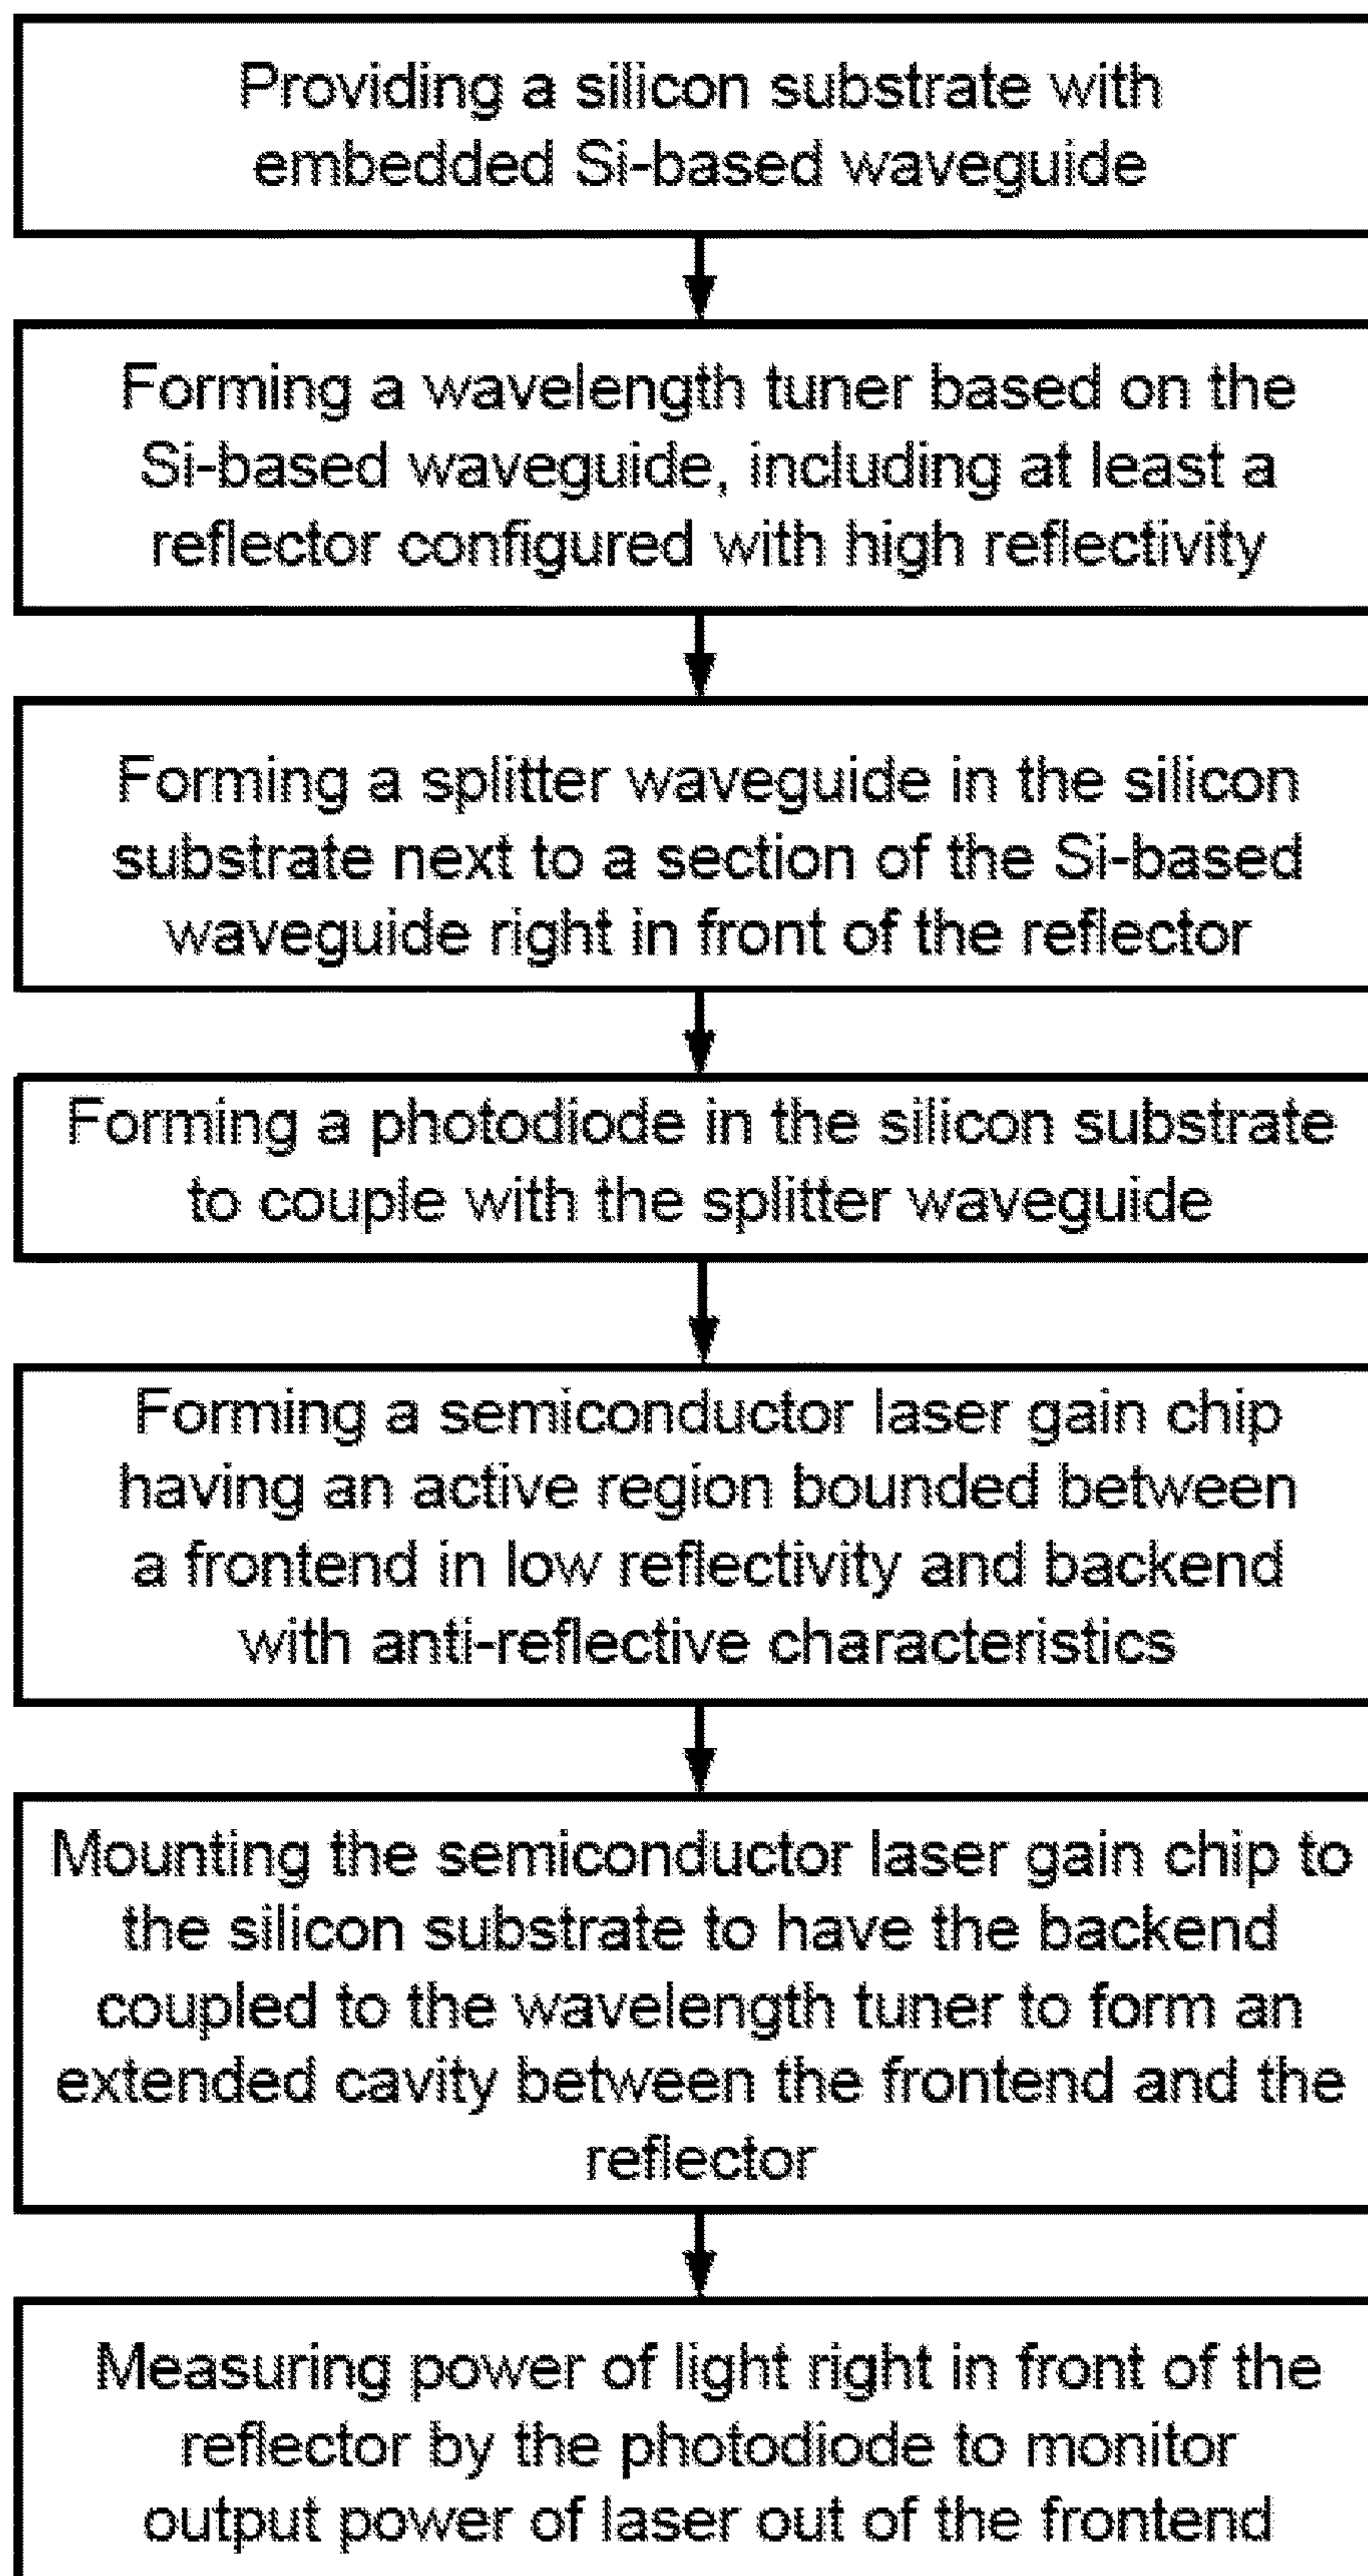 Providing a silicon substrate with
embedded Si-based waveguide
Forming a wavelength tuner based on the
Si-based waveguide, including at least a
reflector configured with high reflectivity
Forming a splitter waveguide in the silicon
substrate next to a section of the Si-based
waveguide right in front of the reflector
Forming a photodiode in the silicon substrate
to couple with the splitter waveguide
Forming a semiconductor laser gain chip
having an active region bounded between
a frontend in low reflectivity and backend
with anti-reflective characteristics
Mounting the semiconductor laser gain chip to
the silicon substrate to have the backend
coupled to the wavelength tuner to form an
extended cavity between the frontend and the
reflector
Measuring power of light right in front of the
reflector by the photodiode to monitor
output power of laser out of the frontend